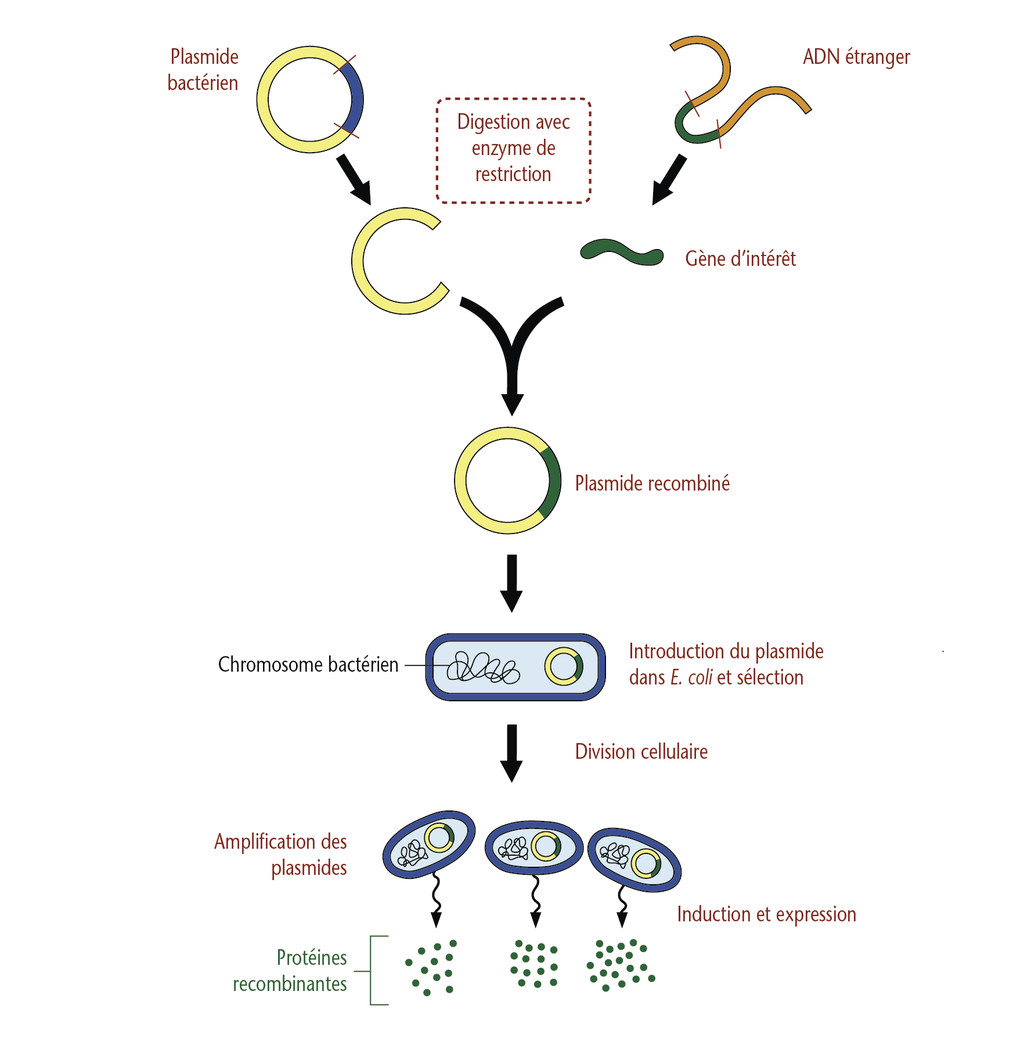 Plasmide
bactérien
ADN étranger
Digestion avec
enzyme de
restriction
Gène d’intérêt
Plasmide recombiné
Chromosome bactérien
Introduction du plasmide
dans E. coli et sélection
Division cellulaire
Amplification des
plasmides
Induction et expression
Protéines
recombinantes